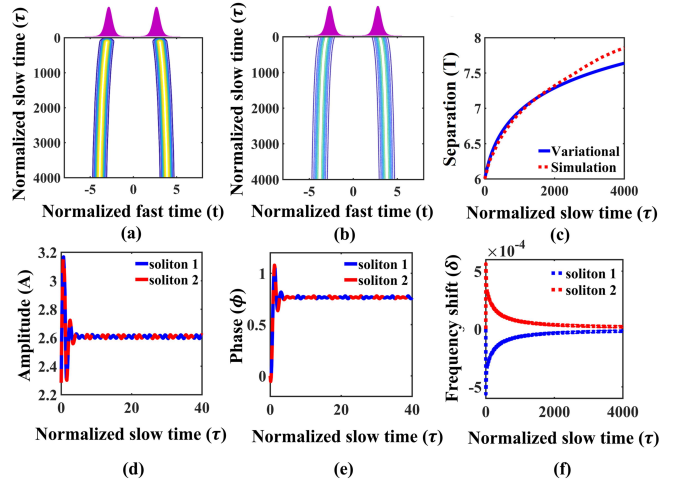 Normalized slow time (τ)
0
1000
2000
3000
4000
-5
0
5
Normalized fast time (t)
(a)
Normalized slow time (τ)
0
1000
2000
3000
4000
-5
0
5
Normalized fast time (t)
(b)
Separation (T)
8
7.5
7
6.5
6
Variational
Simulation
0
2000
4000
Normalized slow time (τ)
(c)
Amplitude (A)
3.2
3
2.8
2.6
2.4
2.2
soliton 1
soliton 2
0
20
40
Normalized slow time (τ)
(d)
Phase (ϕ)
1
0.5
0
soliton 1
soliton 2
0
20
40
Normalized slow time (τ)
(e)
Frequency shift (δ)
×10⁻⁴
5
0
-5
soliton 1
soliton 2
0
2000
4000
Normalized slow time (τ)
(f)